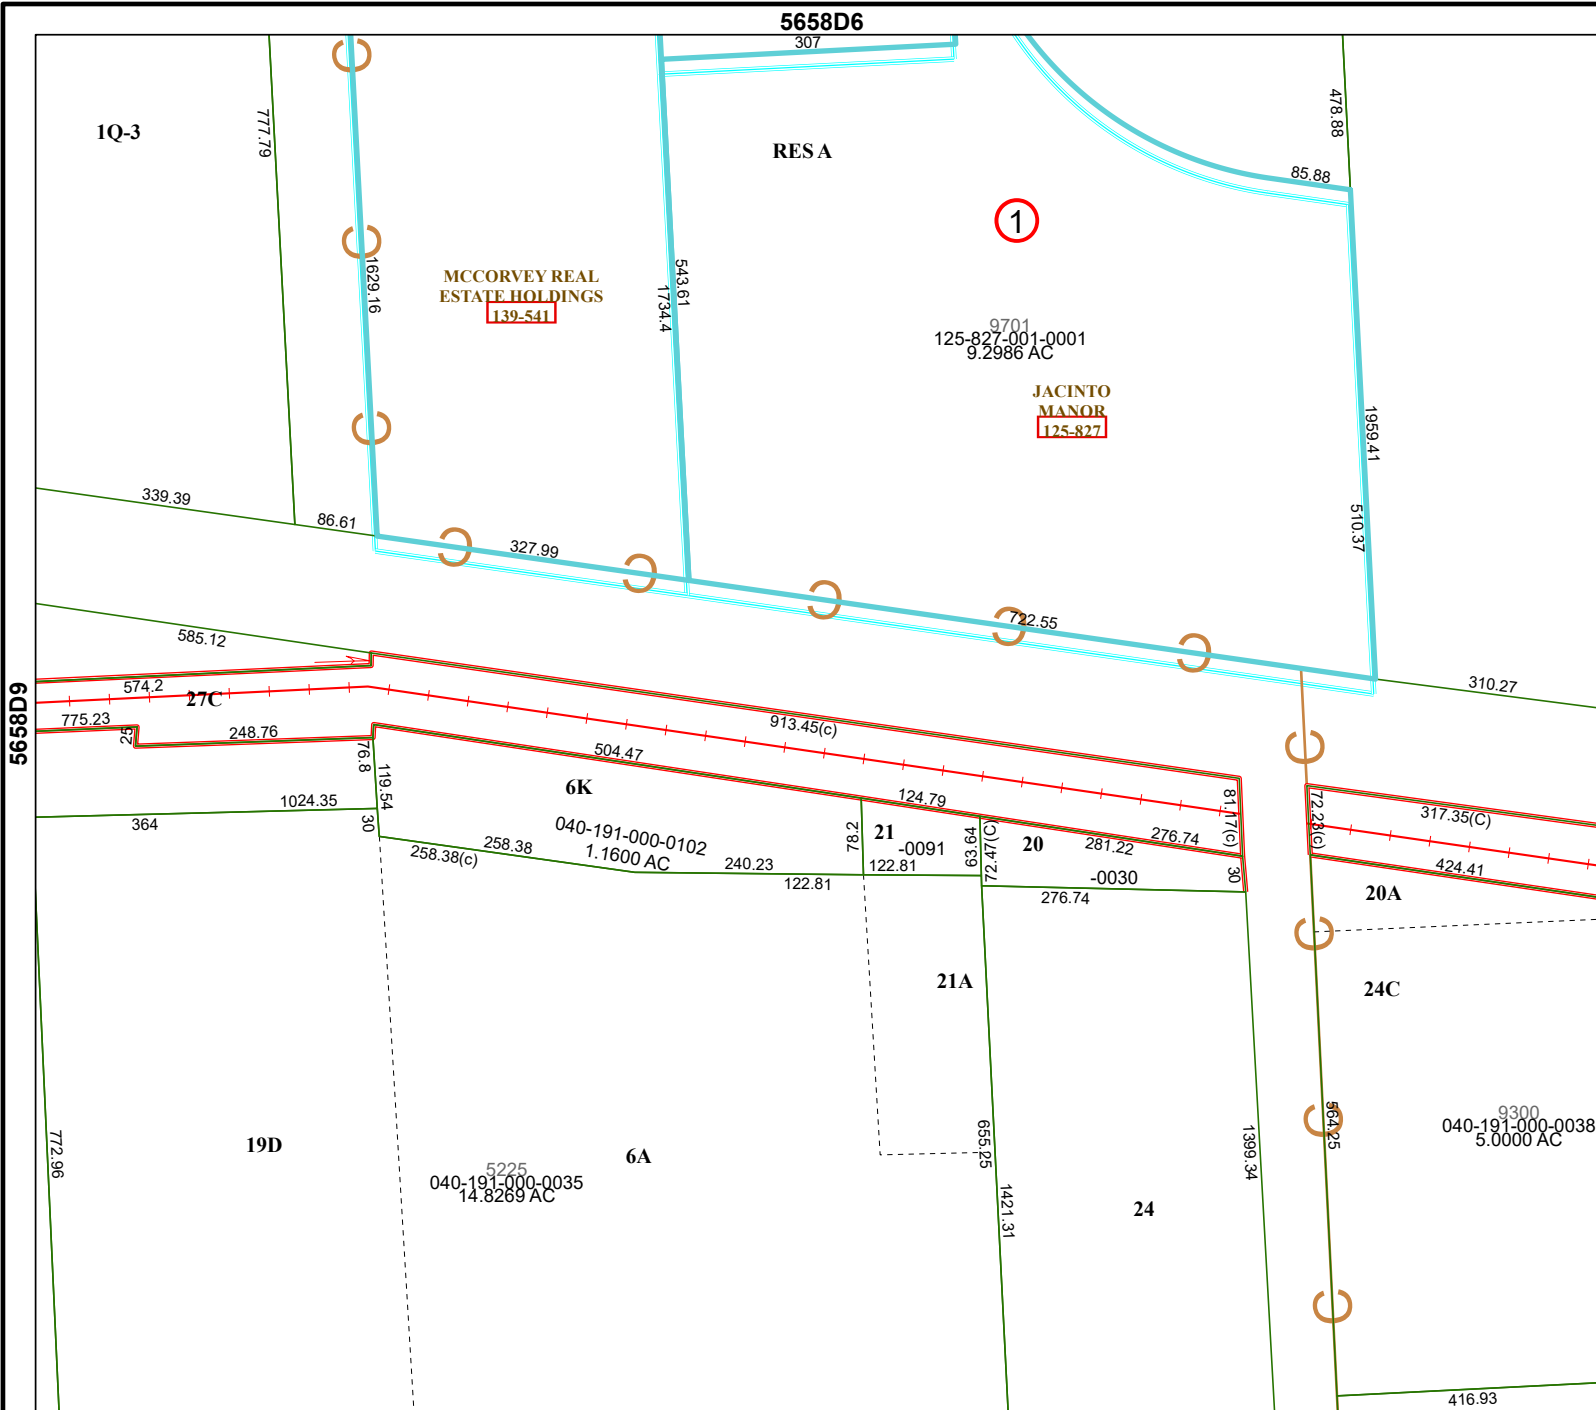 5658D6
307
777.79
1Q-3
478.88
RES A
85.88
1
1629.16
543.61
1734.4
MCCORVEY REAL
ESTATE HOLDINGS
139-541
9701
125-827-001-0001
9.2986 AC
JACINTO
MANOR
125-827
1959.41
510.37
339.39
86.61
327.99
722.55
585.12
310.27
5658D9
574.2
27C
775.23
25
248.76
913.45(c)
504.47
76.8
119.54
6K
124.79
81.17(c)
72.23(c)
317.35(C)
1024.35
364
30
040-191-000-0102
1.1600 AC
258.38
258.38(c)
240.23
78.2
21
-0091
122.81
122.81
63.64
72.47(C)
20
281.22
276.74
30
-0030
276.74
424.41
20A
21A
24C
772.96
19D
5225
040-191-000-0035
14.8269 AC
6A
655.25
1421.31
24
1399.34
564.25
9300
040-191-000-0038
5.0000 AC
416.93